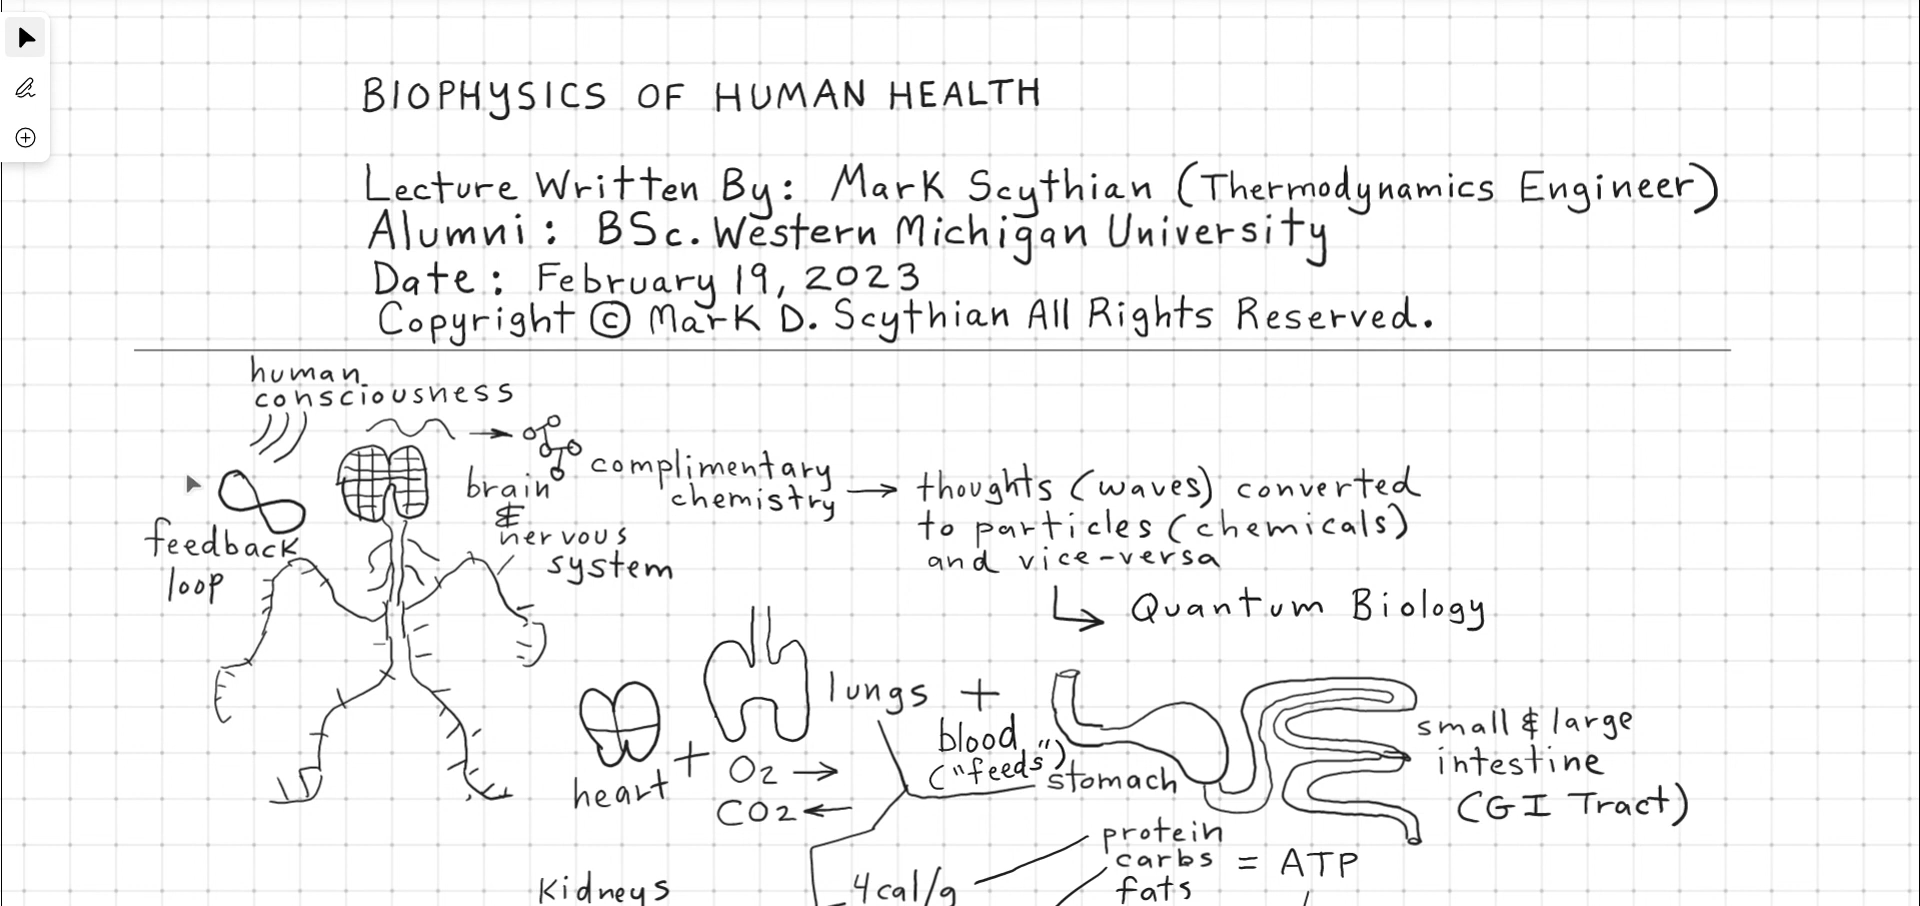 BIOPHYSICS OF HUMAN HEALTH
Lecture Written By: Mark Scythian (Thermodynamics Engineer)
Alumni: BSc. Western Michigan University
Date: February 19, 2023
Copyright © Mark D. Scythian All Rights Reserved.
human
consciousness
feedback
loop
brain
&
nervous
system
complimentary
chemistry
thoughts (waves) converted
to particles (chemicals)
and vice-versa
Quantum Biology
heart
+
O2 →
CO2 ←
lungs +
blood
("feeds")
stomach
small & large
intestine
(GI Tract)
protein
carbs = ATP
fats
4cal/g
Kidneys